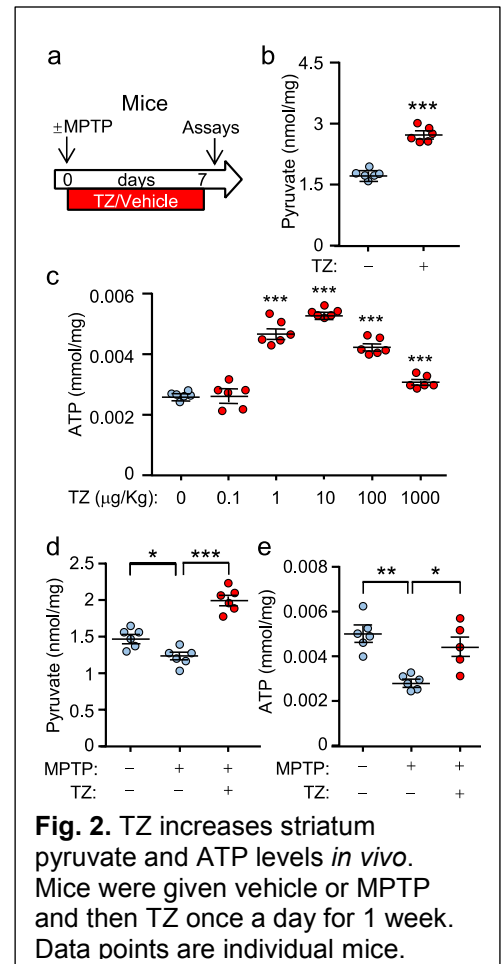 a
Mice
±MPTP
Assays
0 days 7
TZ/Vehicle
b
Pyruvate (nmol/mg)
4.5
3
1.5
0
***
TZ: – +
c
ATP (mmol/mg)
0.006
0.004
0.002
0
*** *** *** ***
TZ (µg/Kg): 0 0.1 1 10 100 1000
d
Pyruvate (nmol/mg)
2.5
2
1.5
1
0.5
0
* ***
MPTP: – + +
TZ: – – +
e
ATP (mmol/mg)
0.008
0.006
0.004
0.002
0
** *
– + +
– – +
Fig. 2. TZ increases striatum
pyruvate and ATP levels in vivo.
Mice were given vehicle or MPTP
and then TZ once a day for 1 week.
Data points are individual mice.